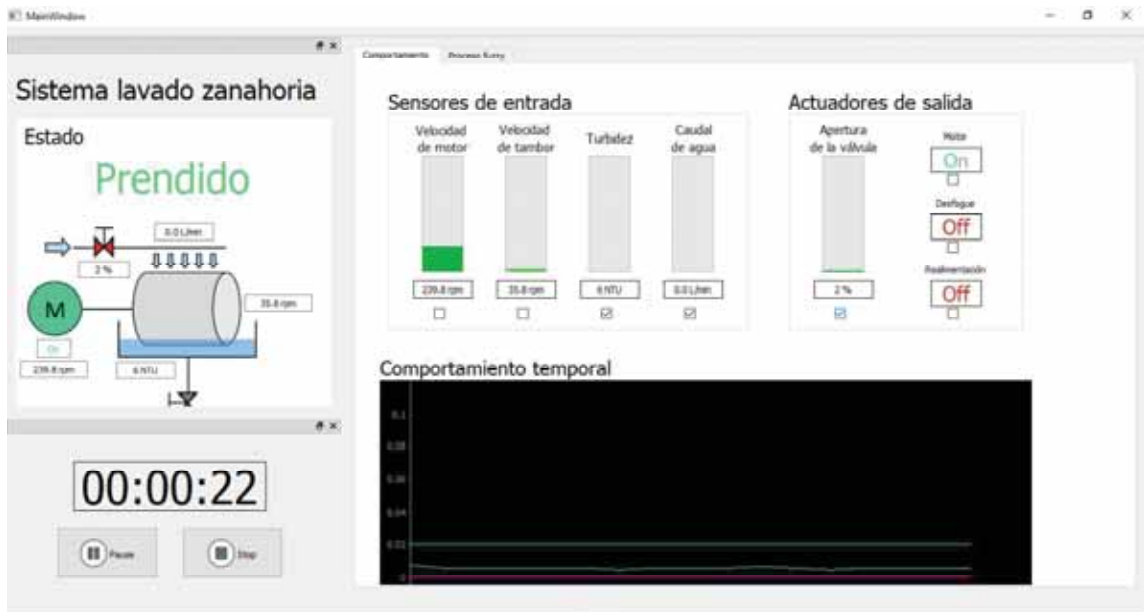 MainWindow
Sistema lavado zanahoria
Estado
Prendido
0.0 L/min
2 %
M
35.8 rpm
On
239.8 rpm
6 NTU
00:00:22
Pause
Stop
Comportamiento
Proceso fuzzy
Sensores de entrada
Velocidad
de motor
Velocidad
de tambor
Turbidez
Caudal
de agua
239.8 rpm
35.8 rpm
6 NTU
0.0 L/min
Actuadores de salida
Apertura
de la válvula
2 %
Motor
On
Desfogue
Off
Realimentación
Off
Comportamiento temporal
0.1
0.08
0.06
0.04
0